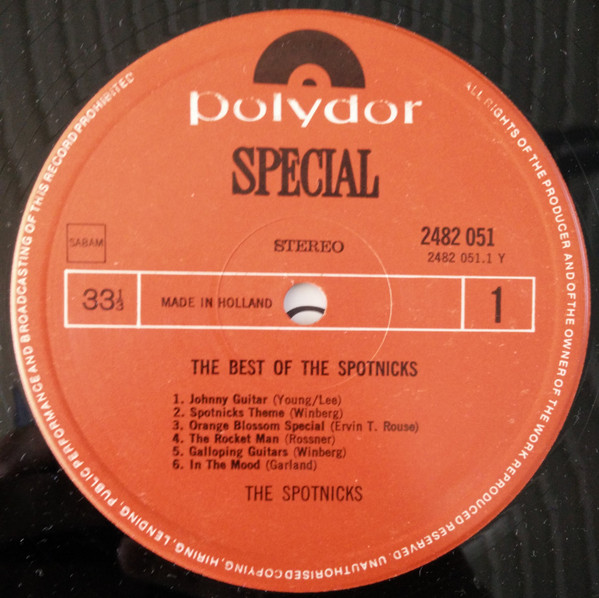 polydor
SPECIAL
SABAM
STEREO
2482 051
2482 051.1 Y
33 1/3
MADE IN HOLLAND
1
THE BEST OF THE SPOTNICKS
1. Johnny Guitar (Young/Lee)
2. Spotnicks Theme (Winberg)
3. Orange Blossom Special (Ervin T. Rouse)
4. The Rocket Man (Rossner)
5. Galloping Guitars (Winberg)
6. In The Mood (Garland)
THE SPOTNICKS
ALL RIGHTS OF THE PRODUCER AND OF THE OWNER OF THE WORK REPRODUCED RESERVED. UNAUTHORISED COPYING, HIRING, LENDING, PUBLIC PERFORMANCE AND BROADCASTING OF THIS RECORD PROHIBITED